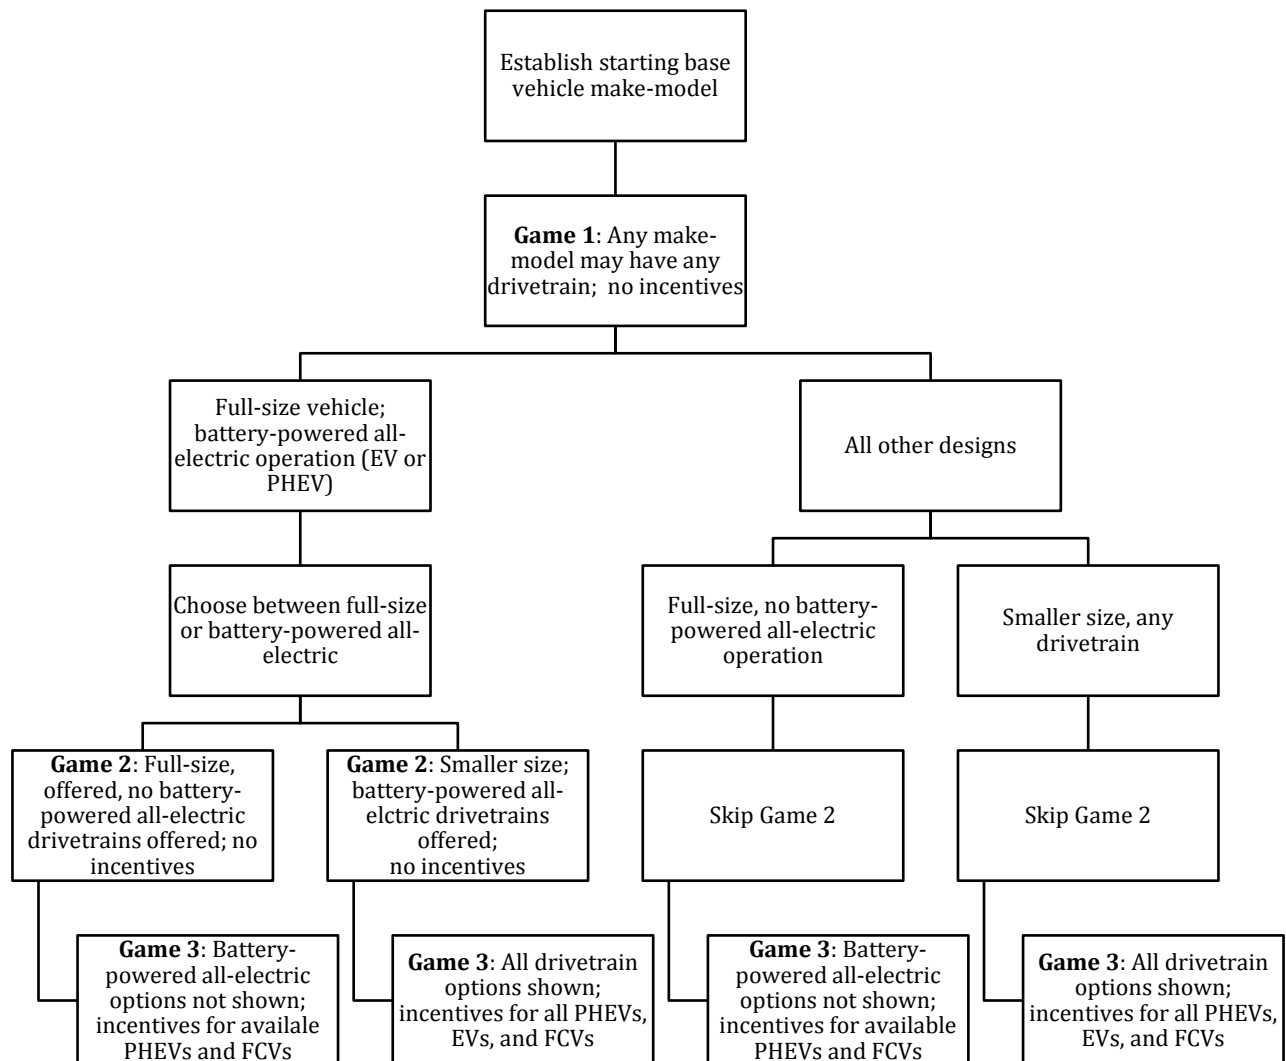 Establish starting base
vehicle make-model
Game 1: Any make-
model may have any
drivetrain;  no incentives
Full-size vehicle;
battery-powered all-
electric operation (EV or
PHEV)
All other designs
Choose between full-size
or battery-powered all-
electric
Full-size, no battery-
powered all-electric
operation
Smaller size, any
drivetrain
Game 2: Full-size,
offered, no battery-
powered all-electric
drivetrains offered; no
incentives
Game 2: Smaller size;
battery-powered all-
elctric drivetrains
offered;
no incentives
Skip Game 2
Skip Game 2
Game 3: Battery-
powered all-electric
options not shown;
incentives for availale
PHEVs and FCVs
Game 3: All drivetrain
options shown;
incentives for all PHEVs,
EVs, and FCVs
Game 3: Battery-
powered all-electric
options not shown;
incentives for available
PHEVs and FCVs
Game 3: All drivetrain
options shown;
incentives for all PHEVs,
EVs, and FCVs